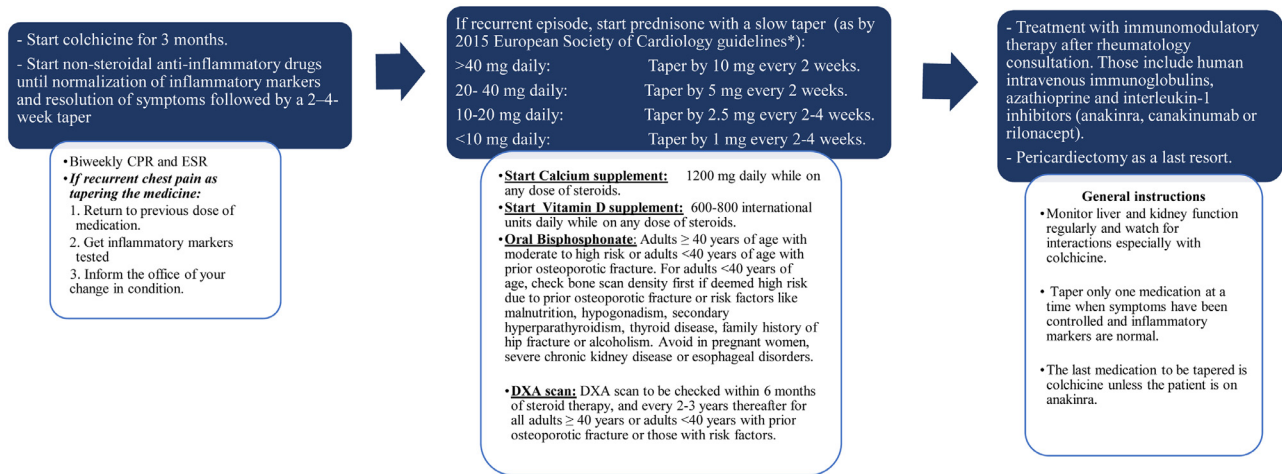 - Start colchicine for 3 months.
- Start non-steroidal anti-inflammatory drugs
until normalization of inflammatory markers
and resolution of symptoms followed by a 2–4-
week taper
•Biweekly CPR and ESR
•If recurrent chest pain as
tapering the medicine:
1. Return to previous dose of
medication.
2. Get inflammatory markers
tested
3. Inform the office of your
change in condition.
If recurrent episode, start prednisone with a slow taper (as by
2015 European Society of Cardiology guidelines*):
>40 mg daily: Taper by 10 mg every 2 weeks.
20- 40 mg daily: Taper by 5 mg every 2 weeks.
10-20 mg daily: Taper by 2.5 mg every 2-4 weeks.
<10 mg daily: Taper by 1 mg every 2-4 weeks.
•Start Calcium supplement: 1200 mg daily while on
any dose of steroids.
•Start Vitamin D supplement: 600-800 international
units daily while on any dose of steroids.
•Oral Bisphosphonate: Adults ≥ 40 years of age with
moderate to high risk or adults <40 years of age with
prior osteoporotic fracture. For adults <40 years of
age, check bone scan density first if deemed high risk
due to prior osteoporotic fracture or risk factors like
malnutrition, hypogonadism, secondary
hyperparathyroidism, thyroid disease, family history of
hip fracture or alcoholism. Avoid in pregnant women,
severe chronic kidney disease or esophageal disorders.
•DXA scan: DXA scan to be checked within 6 months
of steroid therapy, and every 2-3 years thereafter for
all adults ≥ 40 years or adults <40 years with prior
osteoporotic fracture or those with risk factors.
- Treatment with immunomodulatory
therapy after rheumatology
consultation. Those include human
intravenous immunoglobulins,
azathioprine and interleukin-1
inhibitors (anakinra, canakinumab or
rilonacept).
- Pericardiectomy as a last resort.
General instructions
•Monitor liver and kidney function
regularly and watch for
interactions especially with
colchicine.
• Taper only one medication at a
time when symptoms have been
controlled and inflammatory
markers are normal.
•The last medication to be tapered is
colchicine unless the patient is on
anakinra.